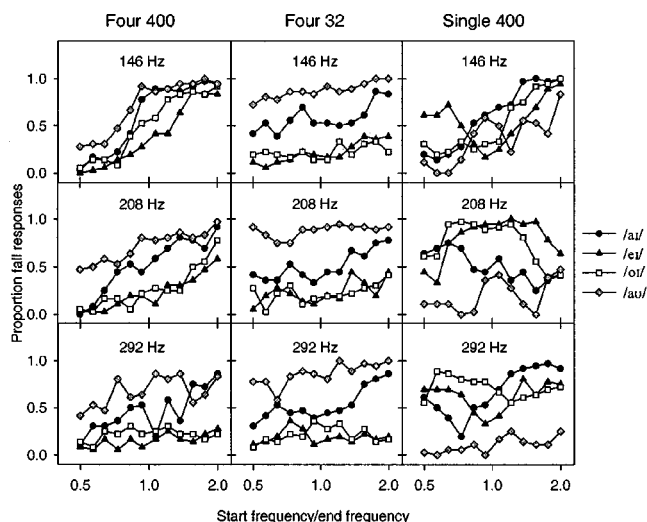 Four 400 Four 32 Single 400
146 Hz 146 Hz 146 Hz
1.0
0.5
0.0
208 Hz 208 Hz 208 Hz
1.0
0.5
0.0
292 Hz 292 Hz 292 Hz
1.0
0.5
0.0
0.5 1.0 2.0 0.5 1.0 2.0 0.5 1.0 2.0
Proportion fall responses
Start frequency/end frequency
/aɪ/
/eɪ/
/oɪ/
/aʊ/